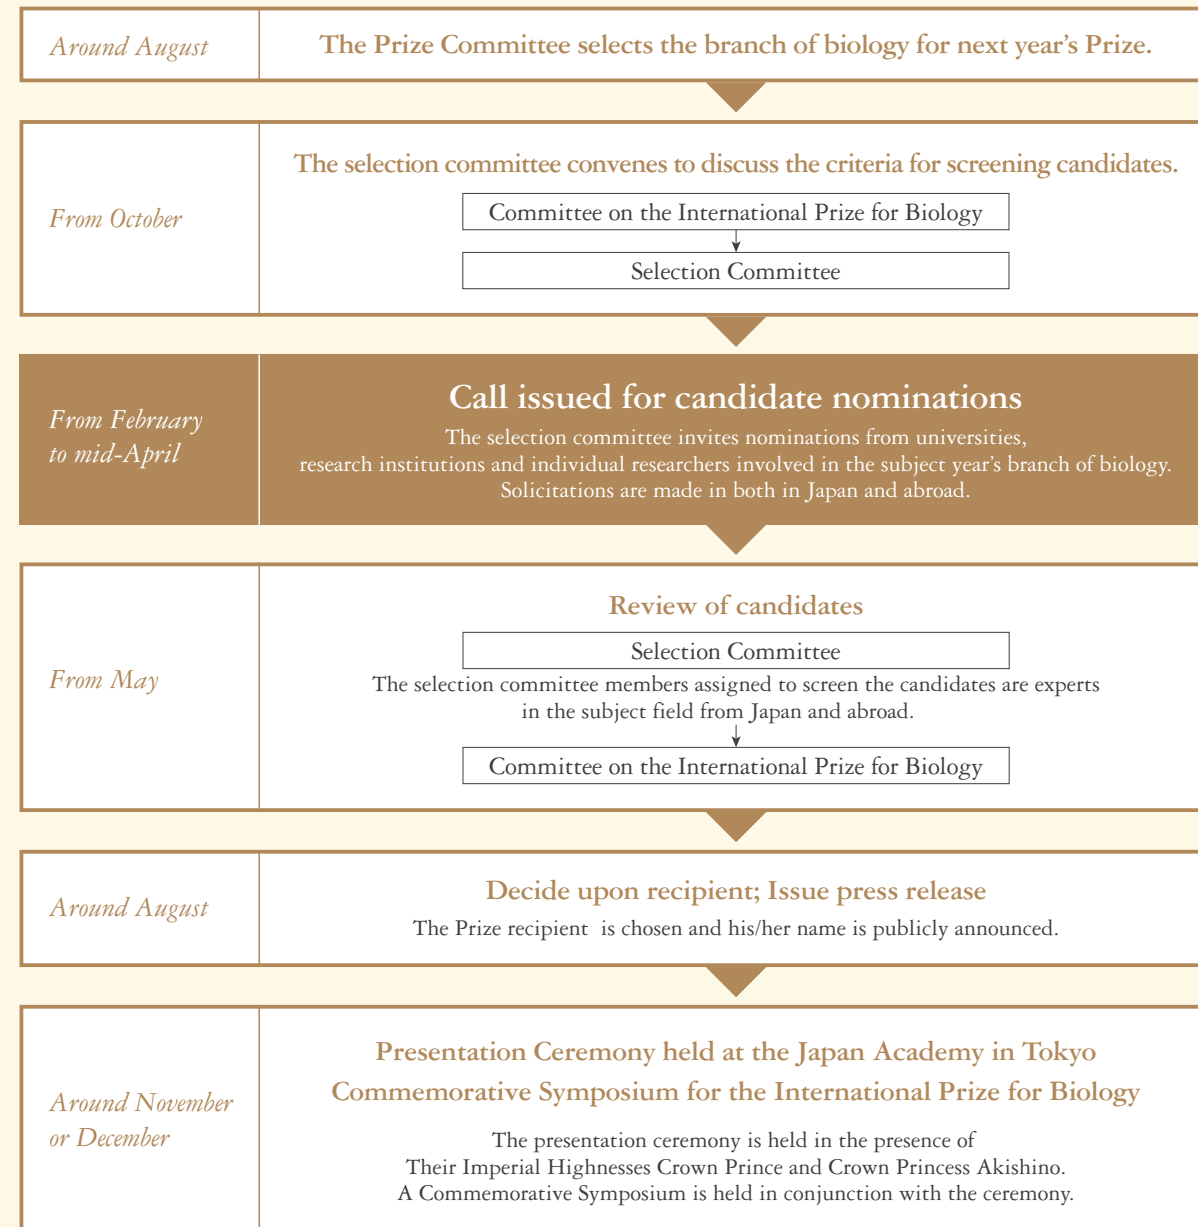 Around August
The Prize Committee selects the branch of biology for next year’s Prize.
From October
The selection committee convenes to discuss the criteria for screening candidates.
Committee on the International Prize for Biology
Selection Committee
From February
to mid-April
Call issued for candidate nominations
The selection committee invites nominations from universities,
research institutions and individual researchers involved in the subject year’s branch of biology.
Solicitations are made in both in Japan and abroad.
From May
Review of candidates
Selection Committee
The selection committee members assigned to screen the candidates are experts
in the subject field from Japan and abroad.
Committee on the International Prize for Biology
Around August
Decide upon recipient; Issue press release
The Prize recipient is chosen and his/her name is publicly announced.
Around November
or December
Presentation Ceremony held at the Japan Academy in Tokyo
Commemorative Symposium for the International Prize for Biology
The presentation ceremony is held in the presence of
Their Imperial Highnesses Crown Prince and Crown Princess Akishino.
A Commemorative Symposium is held in conjunction with the ceremony.